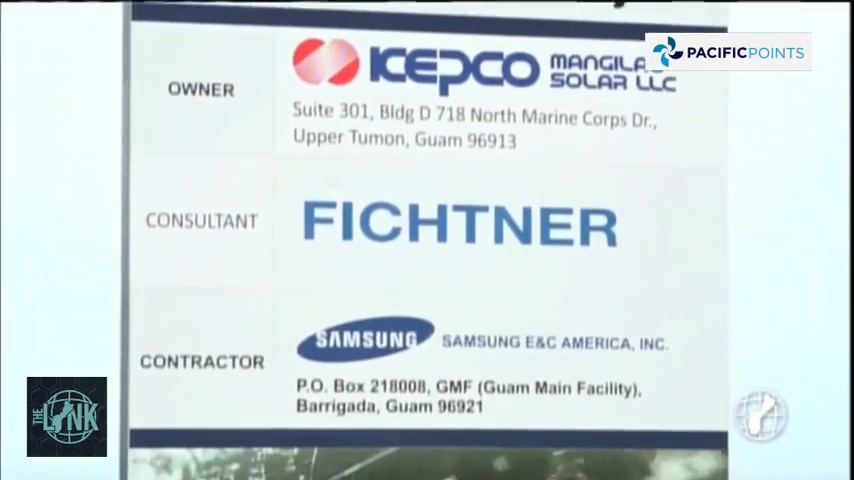 PACIFICPOINTS
OWNER
KEPCO MANGILAO SOLAR LLC
Suite 301, Bldg D 718 North Marine Corps Dr.,
Upper Tumon, Guam 96913
CONSULTANT
FICHTNER
CONTRACTOR
SAMSUNG SAMSUNG E&C AMERICA, INC.
P.O. Box 218008, GMF (Guam Main Facility),
Barrigada, Guam 96921
THE LINK